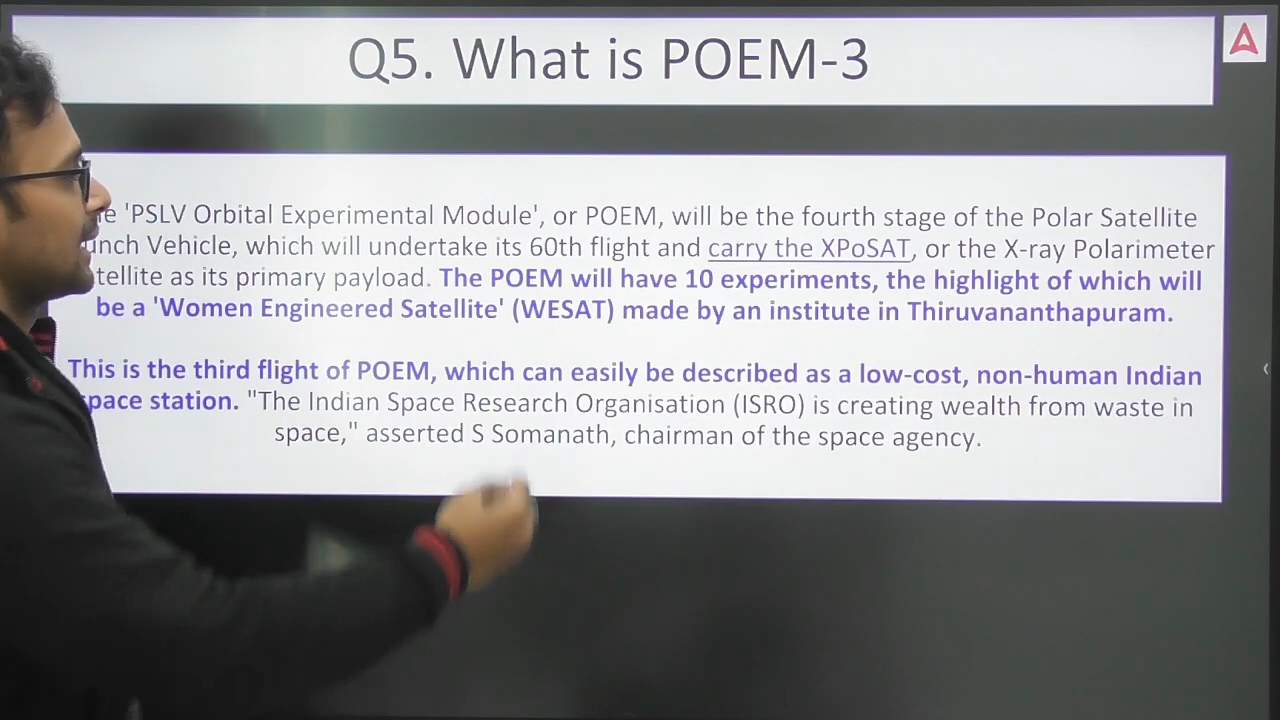 Q5. What is POEM-3
'PSLV Orbital Experimental Module', or POEM, will be the fourth stage of the Polar Satellite
Vehicle, which will undertake its 60th flight and carry the XPoSAT, or the X-ray Polarimeter
as its primary payload. The POEM will have 10 experiments, the highlight of which will
be a 'Women Engineered Satellite' (WESAT) made by an institute in Thiruvananthapuram.
This is the third flight of POEM, which can easily be described as a low-cost, non-human Indian
space station. "The Indian Space Research Organisation (ISRO) is creating wealth from waste in
space," asserted S Somanath, chairman of the space agency.